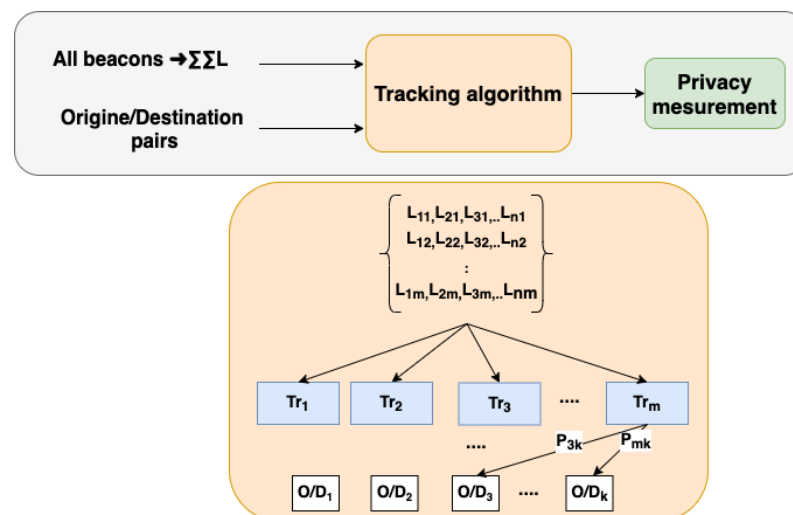 All beacons ➔∑∑L
Origine/Destination
pairs
Tracking algorithm
Privacy
mesurement
L₁₁,L₂₁,L₃₁,..Lₙ₁
L₁₂,L₂₂,L₃₂,..Lₙ₂
:
L₁ₘ,L₂ₘ,L₃ₘ,..Lnm
Tr₁
Tr₂
Tr₃
....
Trₘ
....
P₃ₖ
Pₘₖ
O/D₁
O/D₂
O/D₃
....
O/Dₖ